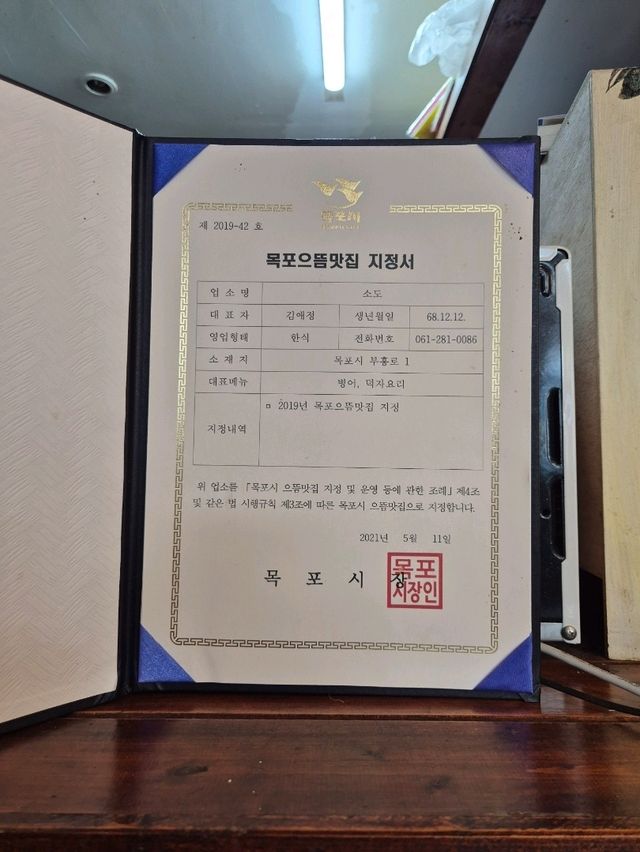 목포시
제 2019-42 호
목포으뜸맛집 지정서
업 소 명 소도
대 표 자 김애정 생년월일 68.12.12.
영업형태 한식 전화번호 061-281-0086
소 재 지 목포시 부흥로 1
대표메뉴 병어, 덕자요리
지정내역 ¤ 2019년 목포으뜸맛집 지정
위 업소를 「목포시 으뜸맛집 지정 및 운영 등에 관한 조례」 제4조
및 같은 법 시행규칙 제3조에 따른 목포시 으뜸맛집으로 지정합니다.
2021년 5월 11일
목 포 시 장
목포
시장인